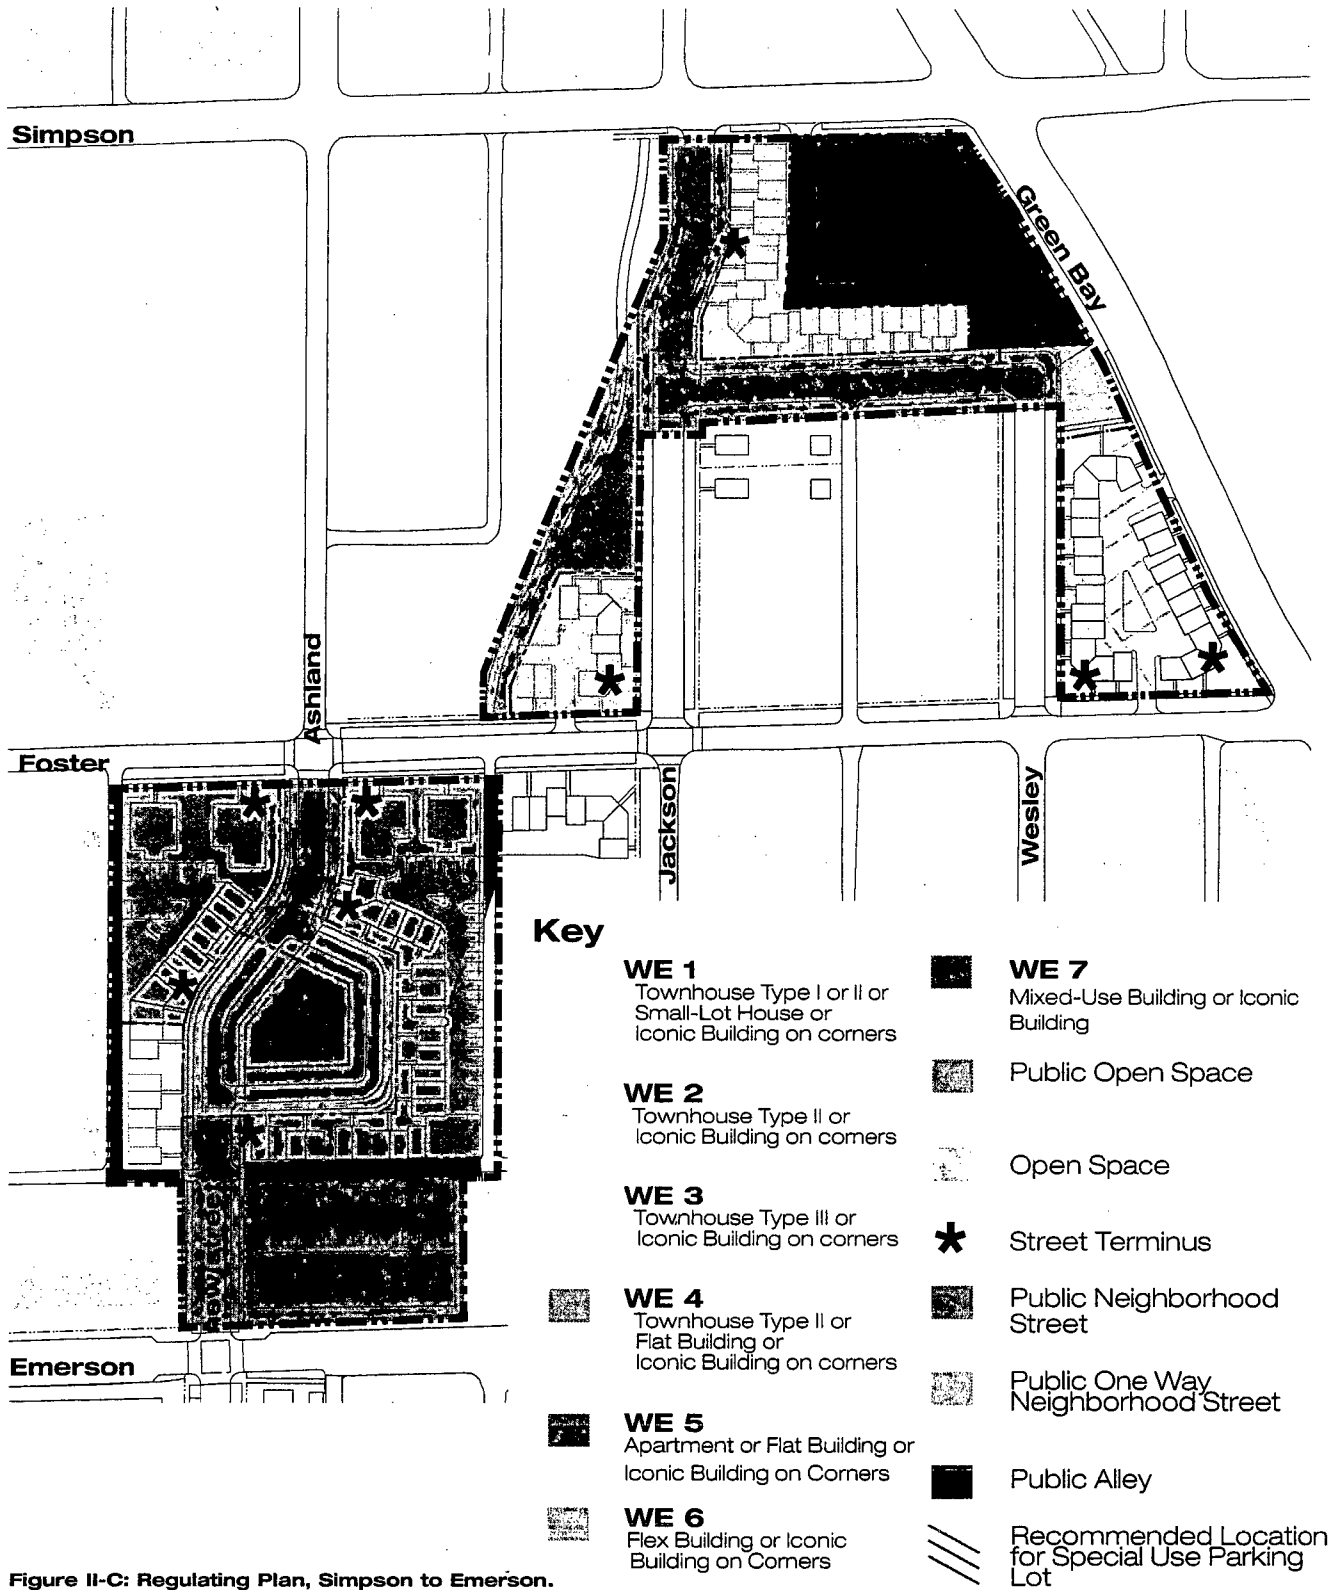 Simpson
Green Bay
Ashland
Foster
Jackson
Wesley
New Street
Emerson
Key
WE 1
Townhouse Type I or II or
Small-Lot House or
Iconic Building on corners
WE 2
Townhouse Type II or
Iconic Building on corners
WE 3
Townhouse Type III or
Iconic Building on corners
WE 4
Townhouse Type II or
Flat Building or
Iconic Building on corners
WE 5
Apartment or Flat Building or
Iconic Building on Corners
WE 6
Flex Building or Iconic
Building on Corners
WE 7
Mixed-Use Building or Iconic
Building
Public Open Space
Open Space
Street Terminus
Public Neighborhood
Street
Public One Way
Neighborhood Street
Public Alley
Recommended Location
for Special Use Parking
Lot
Figure II-C: Regulating Plan, Simpson to Emerson.